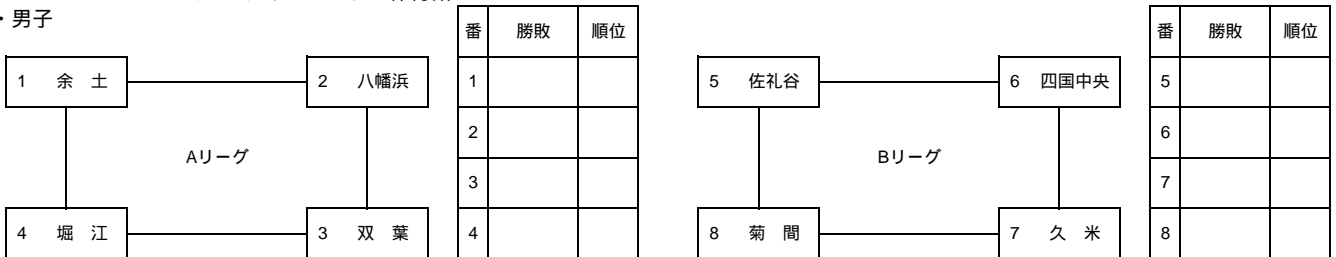 ・男子
番 勝敗 順位
1 余 土
2 八幡浜
1
2
Aリーグ
3
4 堀 江
3 双 葉
4
番 勝敗 順位
5 佐礼谷
6 四国中央
5
6
Bリーグ
7
8 菊 間
7 久 米
8